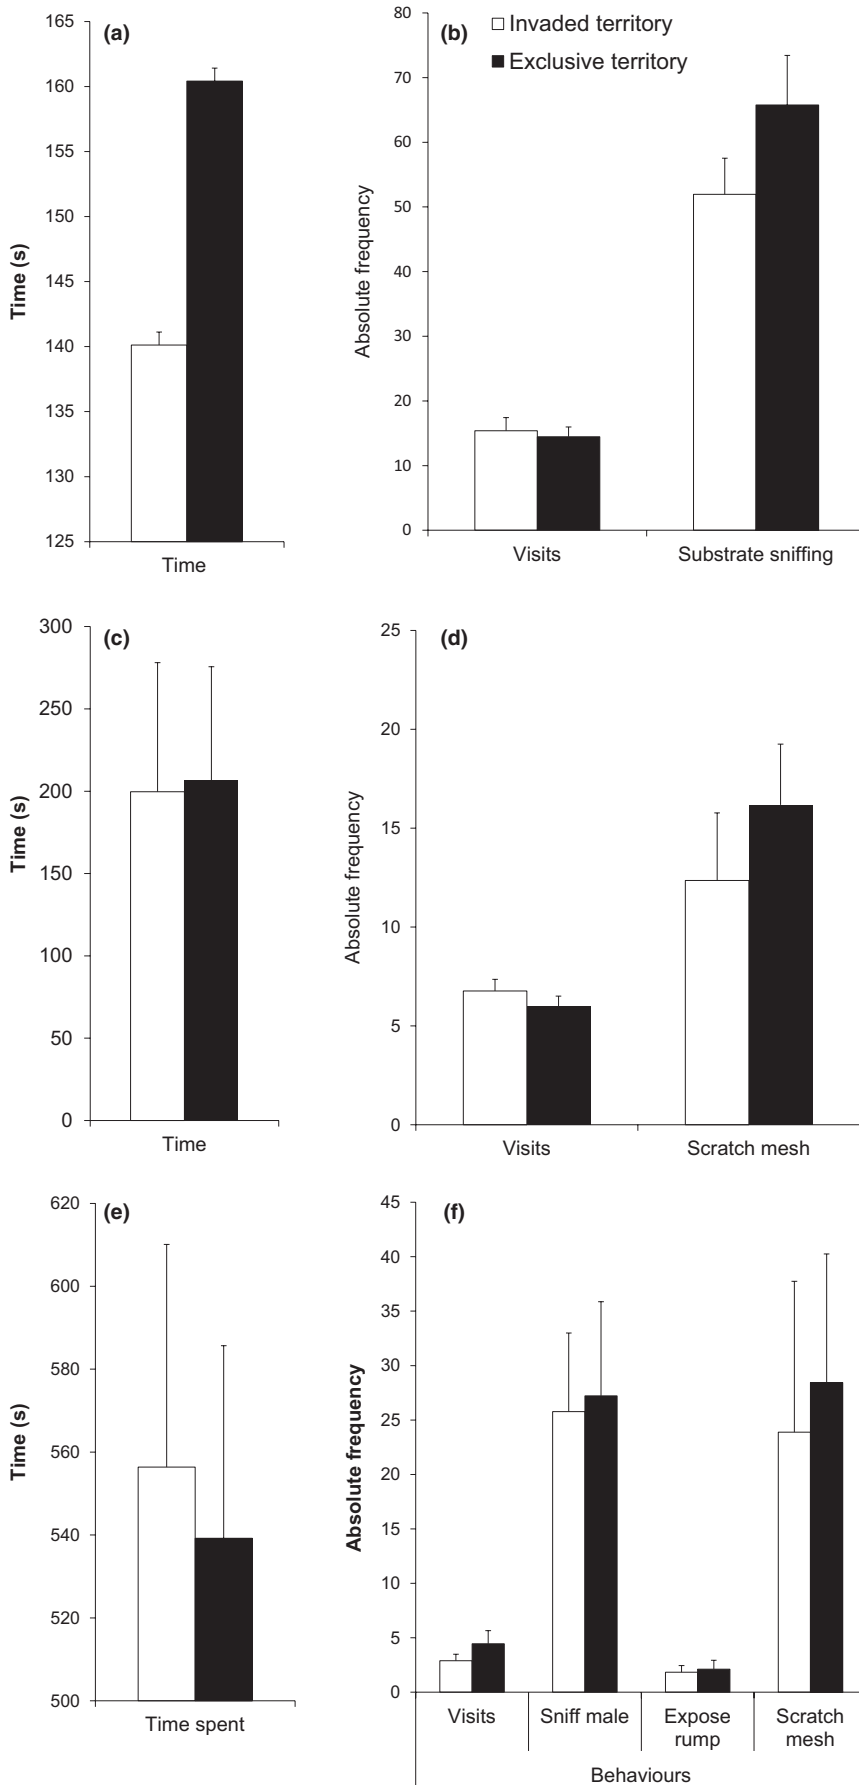 (a)
165
160
155
150
145
140
135
130
125
Time (s)
Time
(b)
Invaded territory
Exclusive territory
80
70
60
50
40
30
20
10
0
Absolute frequency
Visits
Substrate sniffing
(c)
300
250
200
150
100
50
0
Time (s)
Time
(d)
25
20
15
10
5
0
Absolute frequency
Visits
Scratch mesh
(e)
620
600
580
560
540
520
500
Time (s)
Time spent
(f)
45
40
35
30
25
20
15
10
5
0
Absolute frequency
Visits
Sniff male
Expose
rump
Scratch
mesh
Behaviours